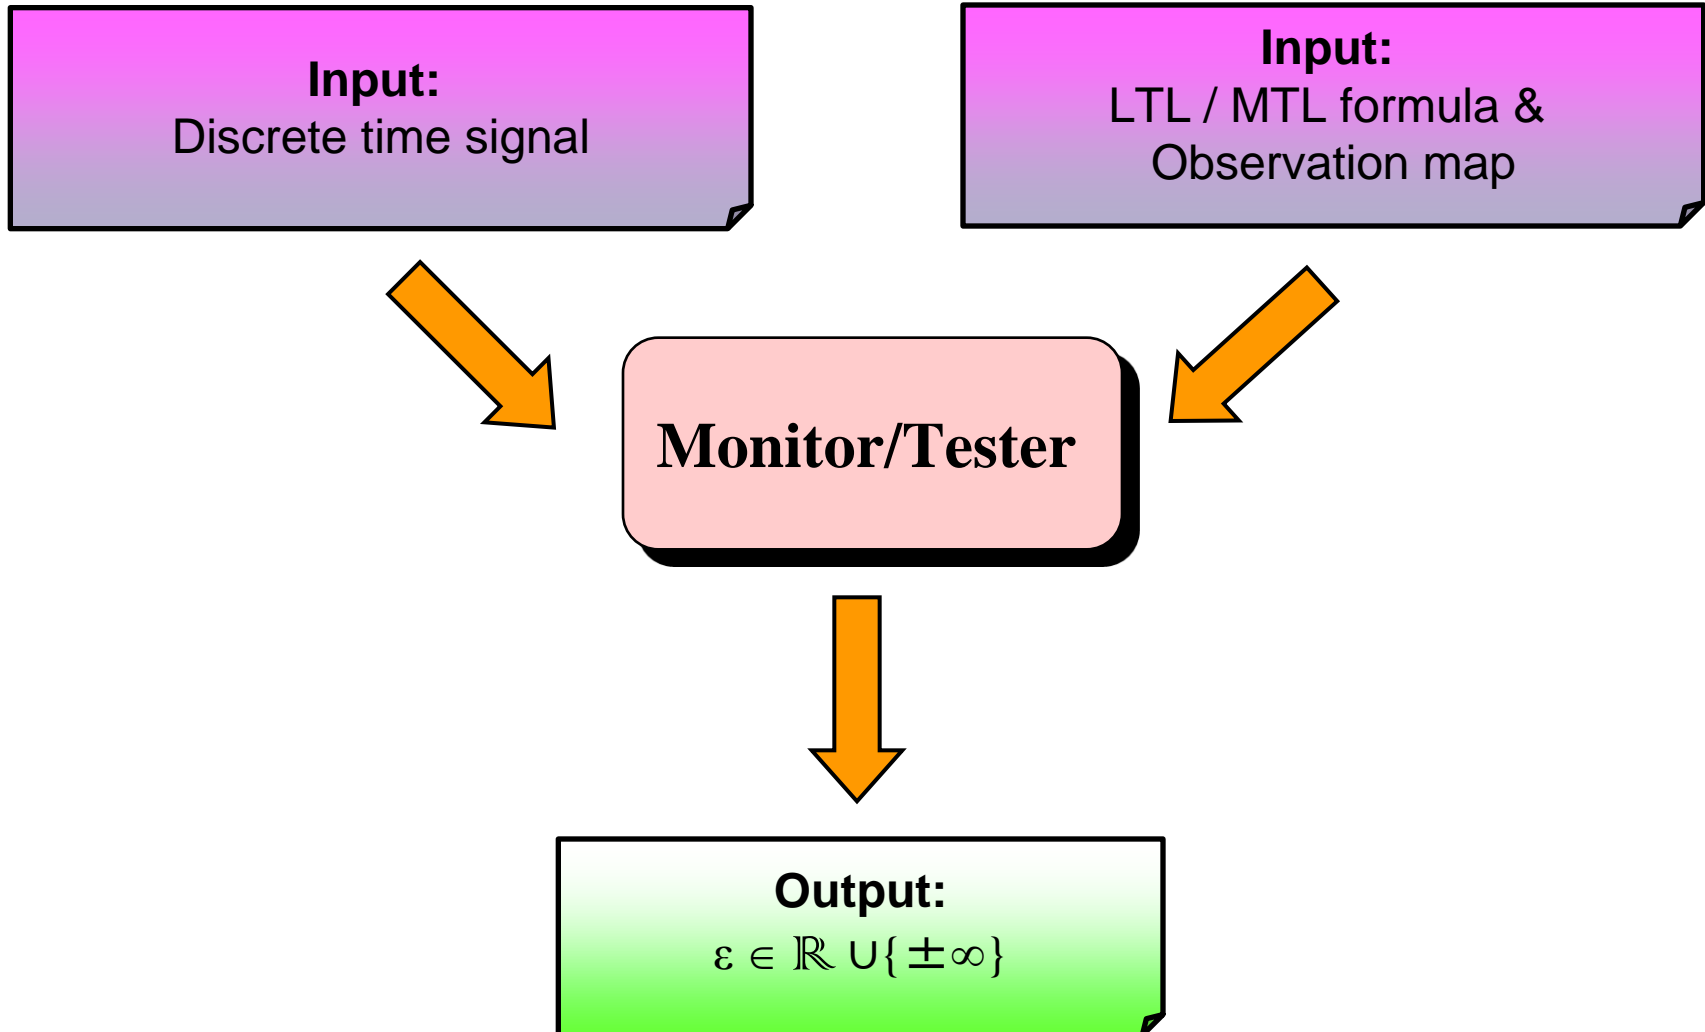 Input:
Discrete time signal
Input:
LTL / MTL formula &
Observation map
Monitor/Tester
Output:
ε ∈ ℝ ∪{±∞}